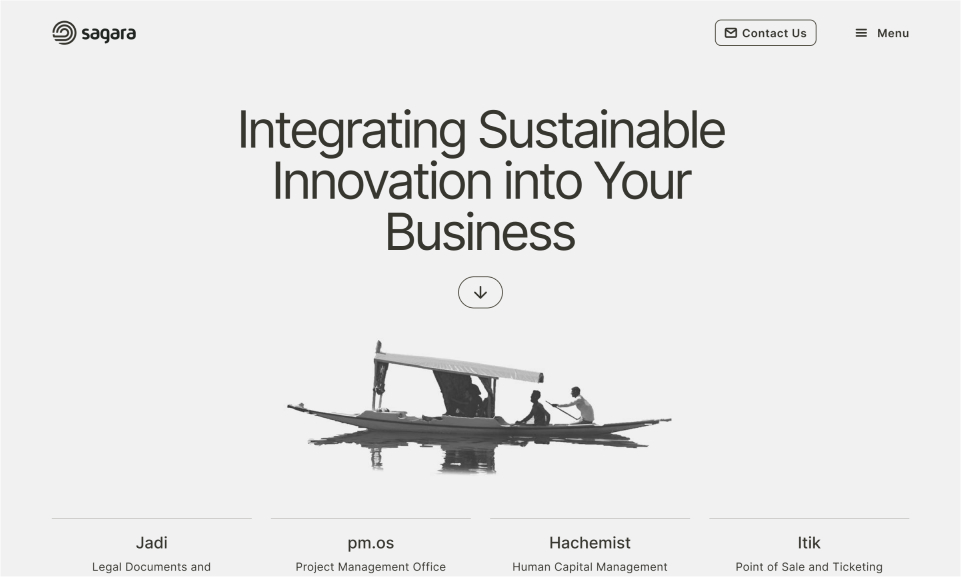 sagara
Contact Us
Menu
Integrating Sustainable
Innovation into Your
Business
Jadi
pm.os
Hachemist
Itik
Legal Documents and
Project Management Office
Human Capital Management
Point of Sale and Ticketing